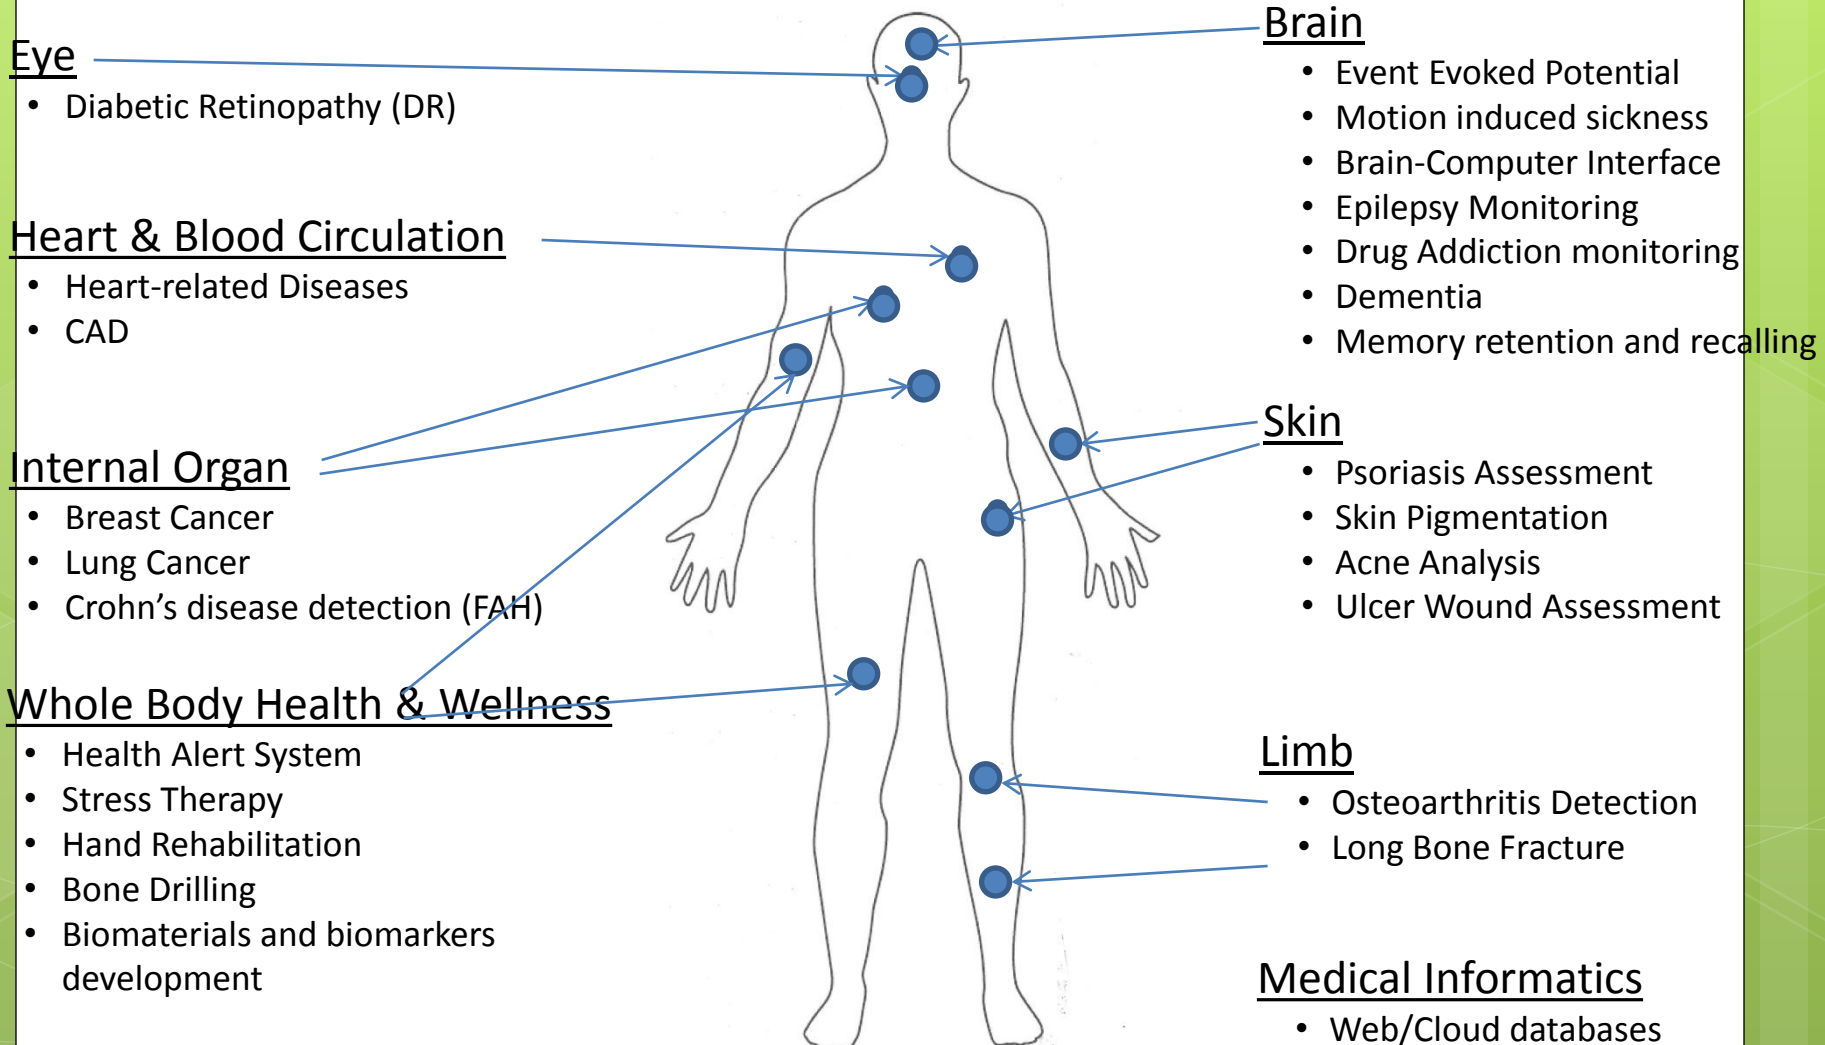 Eye
• Diabetic Retinopathy (DR)
Heart & Blood Circulation
• Heart-related Diseases
• CAD
Internal Organ
• Breast Cancer
• Lung Cancer
• Crohn’s disease detection (FAH)
Whole Body Health & Wellness
• Health Alert System
• Stress Therapy
• Hand Rehabilitation
• Bone Drilling
• Biomaterials and biomarkers
development
Brain
• Event Evoked Potential
• Motion induced sickness
• Brain-Computer Interface
• Epilepsy Monitoring
• Drug Addiction monitoring
• Dementia
• Memory retention and recalling
Skin
• Psoriasis Assessment
• Skin Pigmentation
• Acne Analysis
• Ulcer Wound Assessment
Limb
• Osteoarthritis Detection
• Long Bone Fracture
Medical Informatics
• Web/Cloud databases